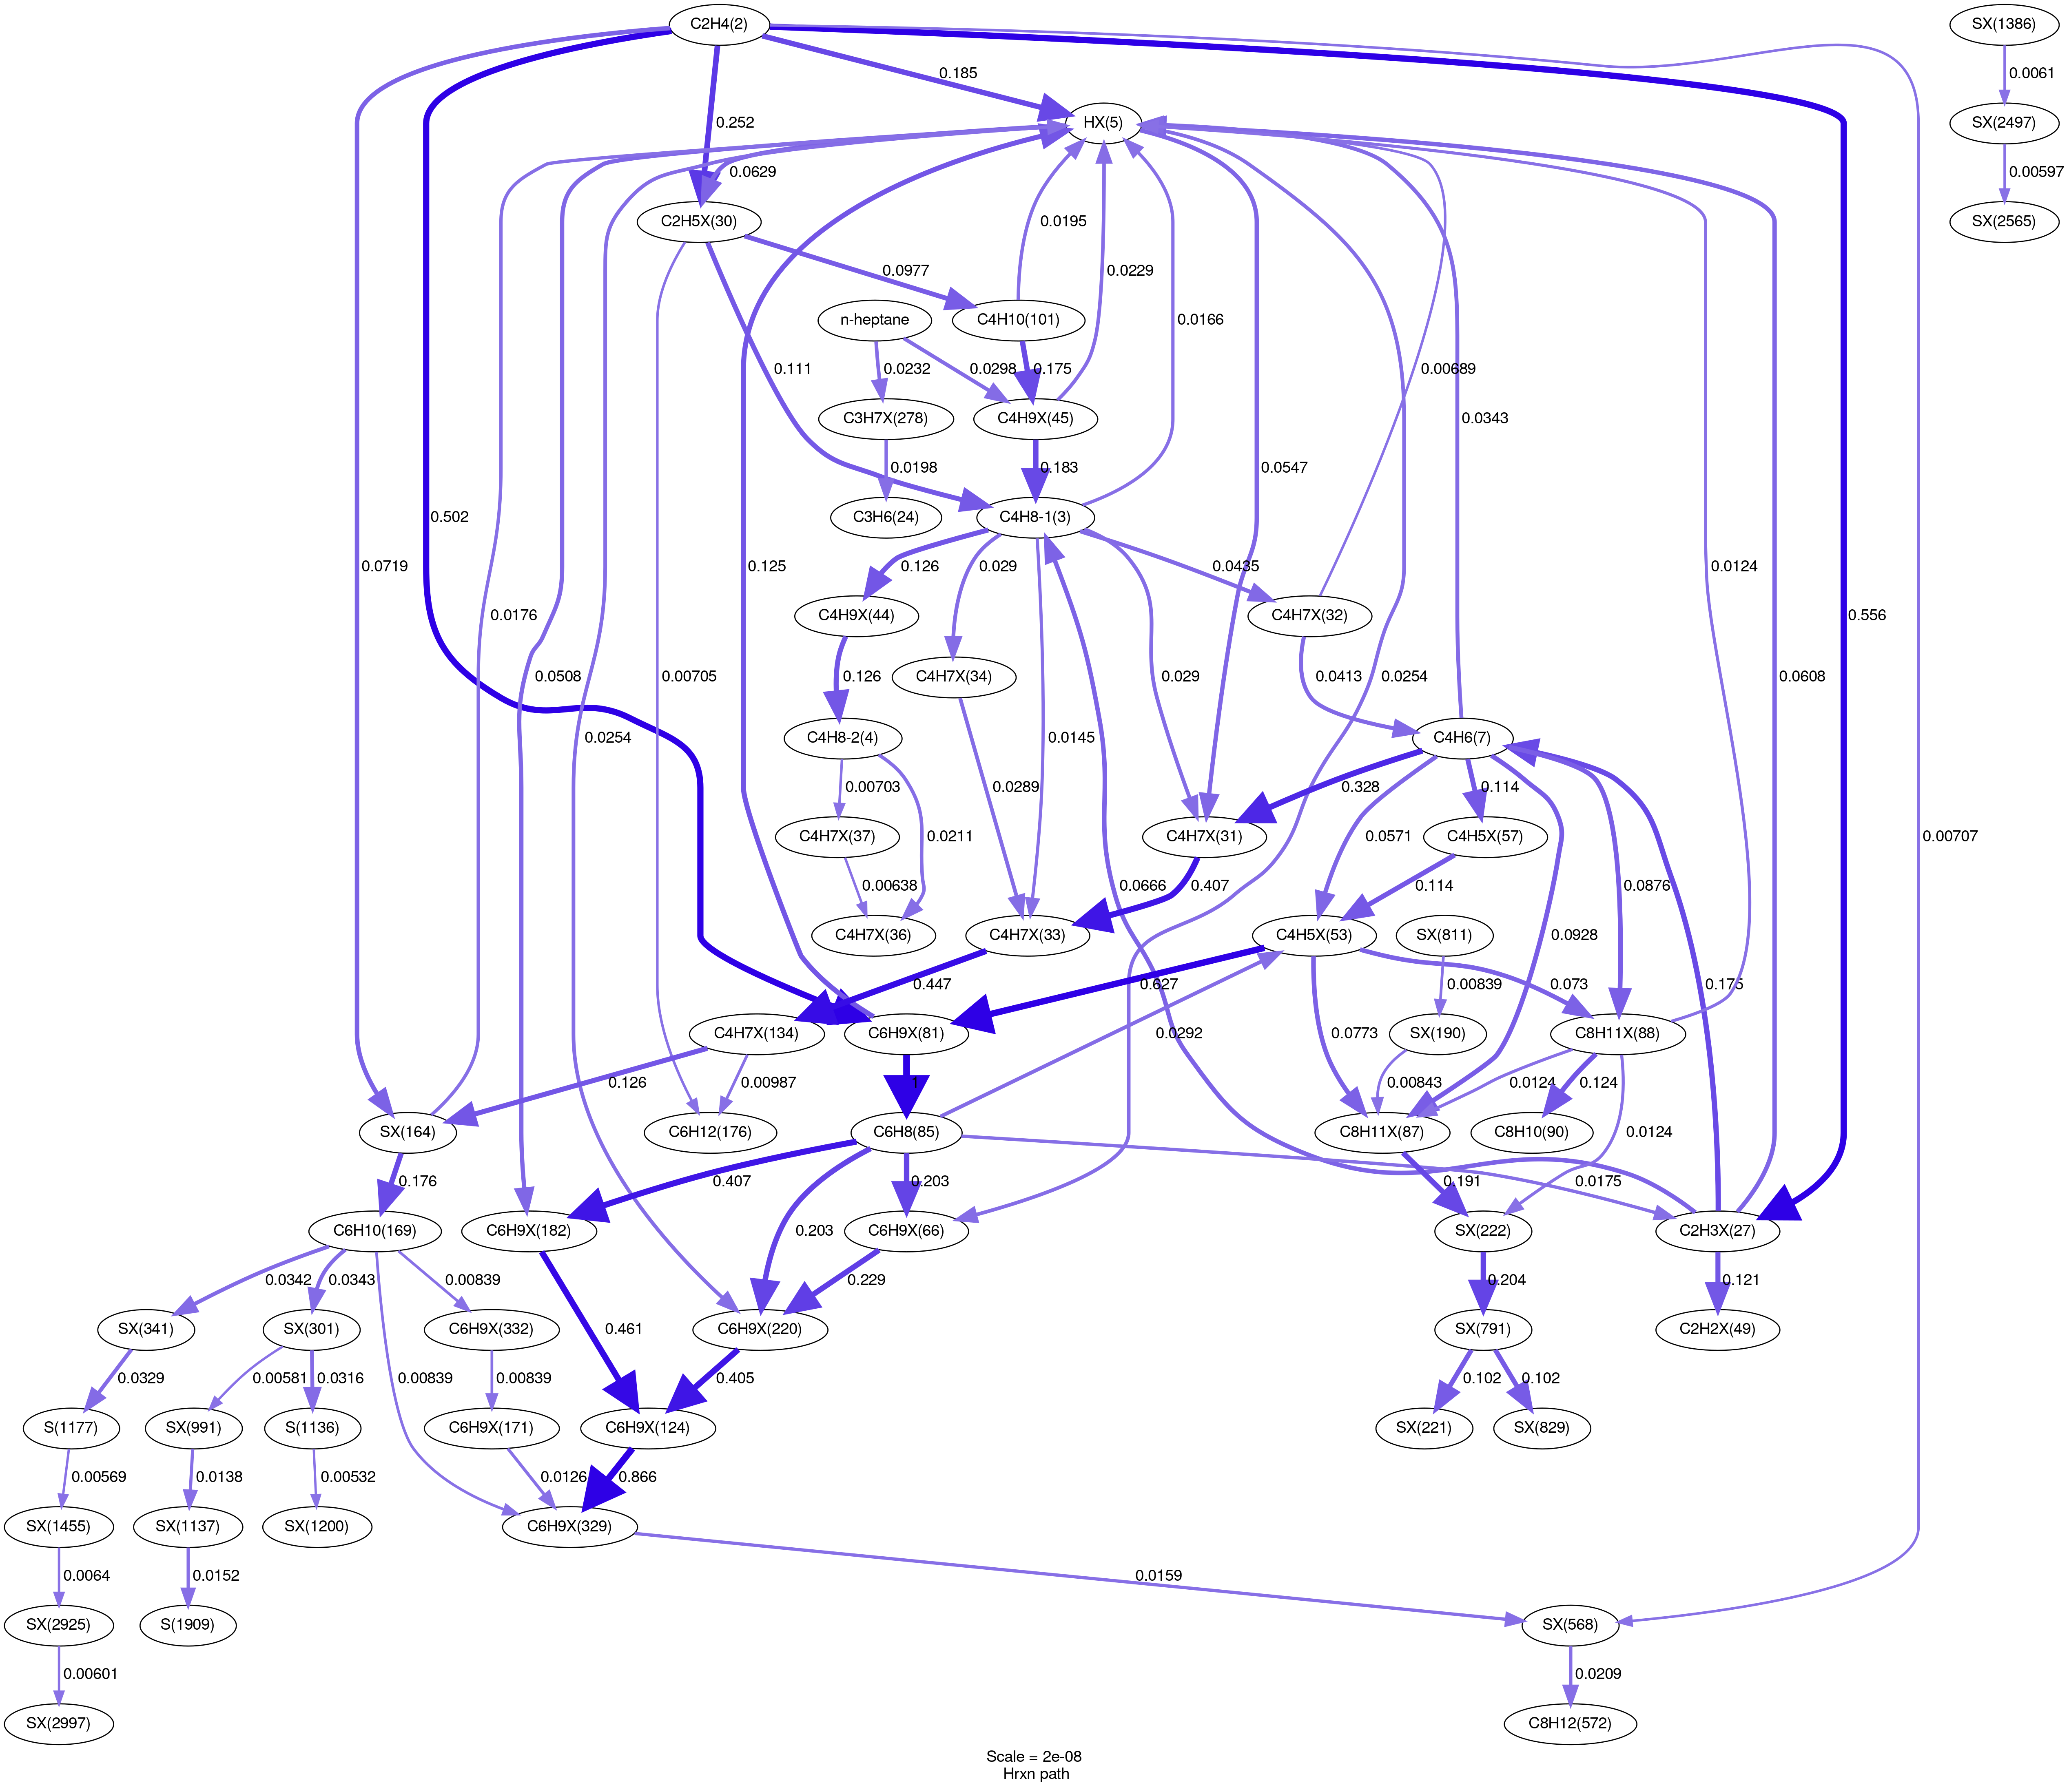 C2H4(2)
SX(1386)
0.185
0.0061
HX(5)
SX(2497)
0.252
0.0629
0.00597
C2H5X(30)
0.0195
SX(2565)
0.0977
0.0229
n-heptane
C4H10(101)
0.0166
0.111
0.0232
0.0298
0.175
0.00689
C3H7X(278)
C4H9X(45)
0.0343
0.0198
0.183
0.0547
0.502
C3H6(24)
C4H8-1(3)
0.0719
0.125
0.126
0.029
0.0435
0.0124
0.0176
C4H9X(44)
C4H7X(32)
0.556
0.0508
0.00705
0.126
C4H7X(34)
0.029
0.0254
0.0413
0.0608
0.0254
C4H8-2(4)
0.0145
C4H6(7)
0.00703
0.0289
0.328
0.114
C4H7X(37)
0.0211
C4H7X(31)
C4H5X(57)
0.00707
0.00638
0.0666
0.407
0.0571
0.114
0.0876
C4H7X(36)
C4H7X(33)
C4H5X(53)
SX(811)
0.0928
0.175
0.447
0.627
0.00839
0.073
C4H7X(134)
C6H9X(81)
0.0292
0.0773
SX(190)
C8H11X(88)
0.126
0.00987
1
0.00843
0.0124
0.124
SX(164)
C6H12(176)
C6H8(85)
C8H11X(87)
C8H10(90)
0.0124
0.176
0.407
0.203
0.191
0.0175
C6H10(169)
C6H9X(182)
0.203
C6H9X(66)
SX(222)
C2H3X(27)
0.0342
0.0343
0.00839
0.229
0.204
0.121
SX(341)
SX(301)
C6H9X(332)
0.461
C6H9X(220)
SX(791)
C2H2X(49)
0.0329
0.00581
0.0316
0.00839
0.00839
0.405
0.102
0.102
S(1177)
SX(991)
S(1136)
C6H9X(171)
C6H9X(124)
SX(221)
SX(829)
0.00569
0.0138
0.00532
0.0126
0.866
SX(1455)
SX(1137)
SX(1200)
C6H9X(329)
0.0064
0.0152
0.0159
SX(2925)
S(1909)
SX(568)
0.00601
0.0209
SX(2997)
C8H12(572)
Scale = 2e-08
Hrxn path